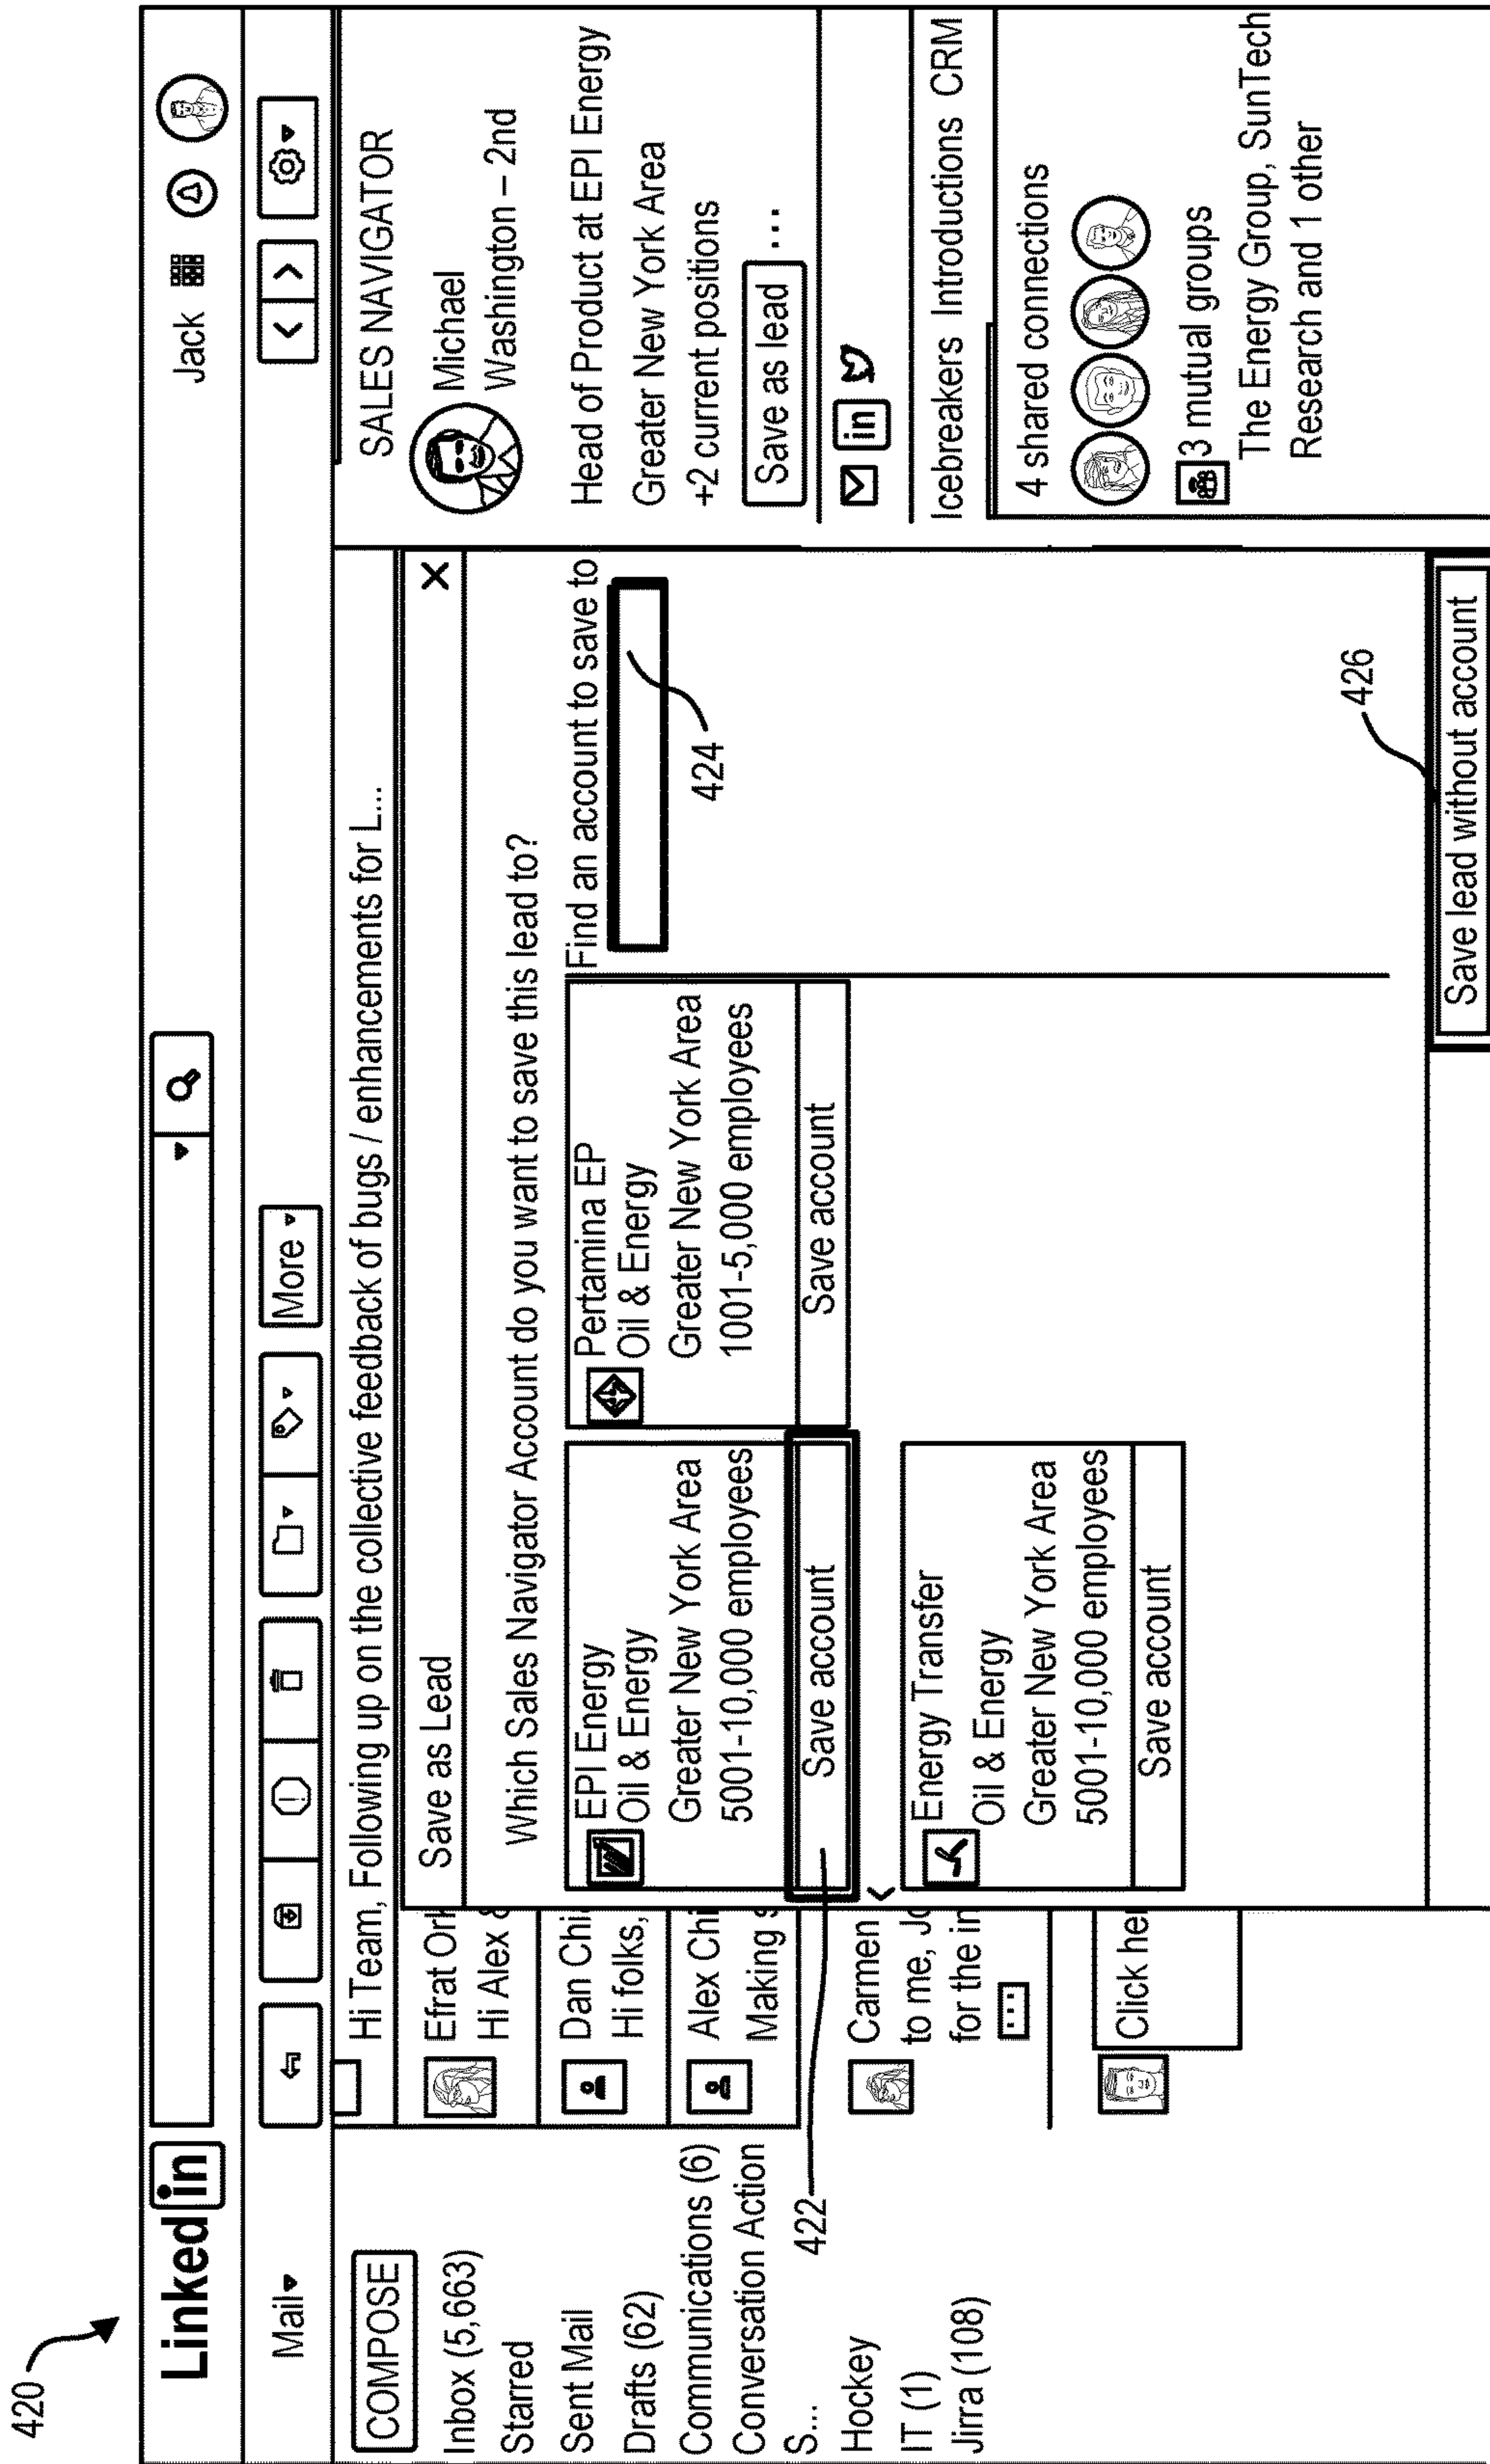 420
Linked in
Jack
Mail
More
COMPOSE
Inbox (5,663)
Starred
Sent Mail
Drafts (62)
Communications (6)
Conversation Action
S...
Hockey
IT (1)
Jirra (108)
Hi Team, Following up on the collective feedback of bugs / enhancements for L...
Efrat Ork
Hi Alex &
Dan Chi
Hi folks,
Alex Chi
Making s
Carmen
to me, Jo
for the in
...
Click he
Save as Lead
X
Which Sales Navigator Account do you want to save this lead to?
EPI Energy
Oil & Energy
Greater New York Area
5001-10,000 employees
Save account
422
Pertamina EP
Oil & Energy
Greater New York Area
1001-5,000 employees
Save account
Energy Transfer
Oil & Energy
Greater New York Area
5001-10,000 employees
Save account
Find an account to save to
424
426
Save lead without account
SALES NAVIGATOR
Michael
Washington – 2nd
Head of Product at EPI Energy
Greater New York Area
+2 current positions
Save as lead ...
in
Icebreakers Introductions CRM
4 shared connections
3 mutual groups
The Energy Group, SunTech
Research and 1 other